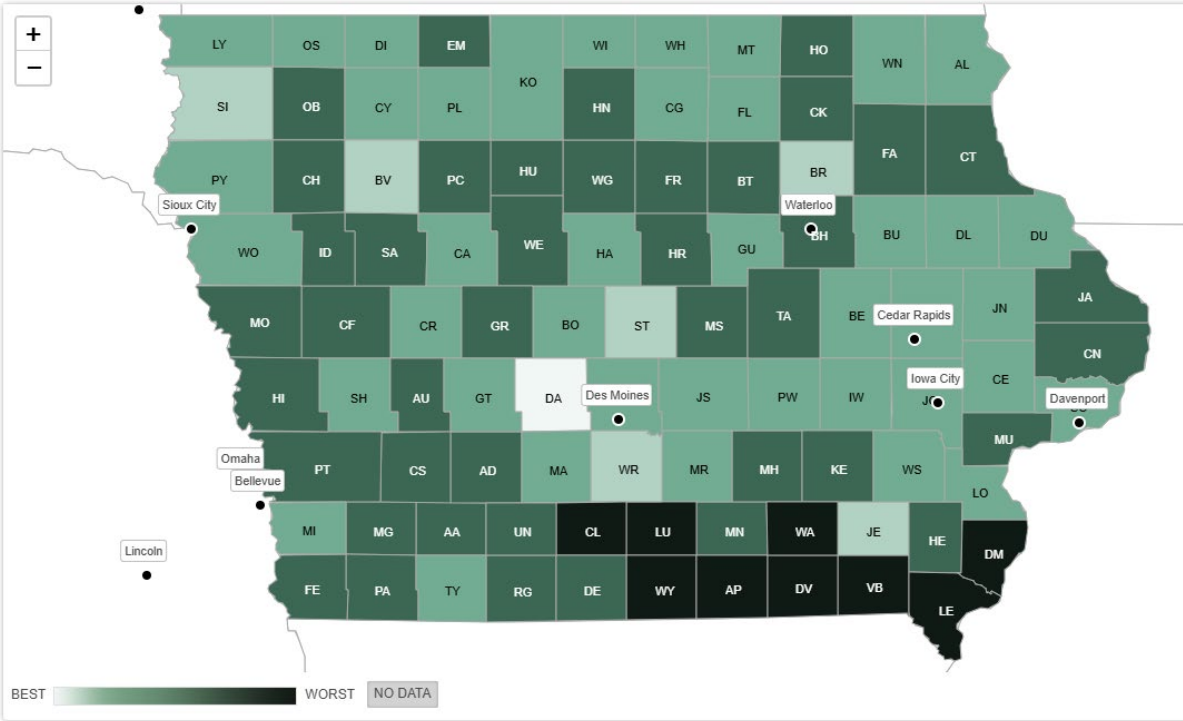 +
−
LY OS DI EM KO WI WH MT HO WN AL
SI OB CY PL HN CG FL CK
PY CH BV PC HU WG FR BT BR FA CT
Sioux City
Waterloo
WO ID SA CA WE HA HR GU BH BU DL DU
MO CF CR GR BO ST MS TA BE JN JA
Cedar Rapids
CN
HI SH AU GT DA JS PW IW CE
Des Moines
Iowa City
JO
Davenport
Omaha
Bellevue
PT CS AD MA WR MR MH KE WS MU LO
MI MG AA UN CL LU MN WA JE HE DM
Lincoln
FE PA TY RG DE WY AP DV VB LE
BEST
WORST
NO DATA